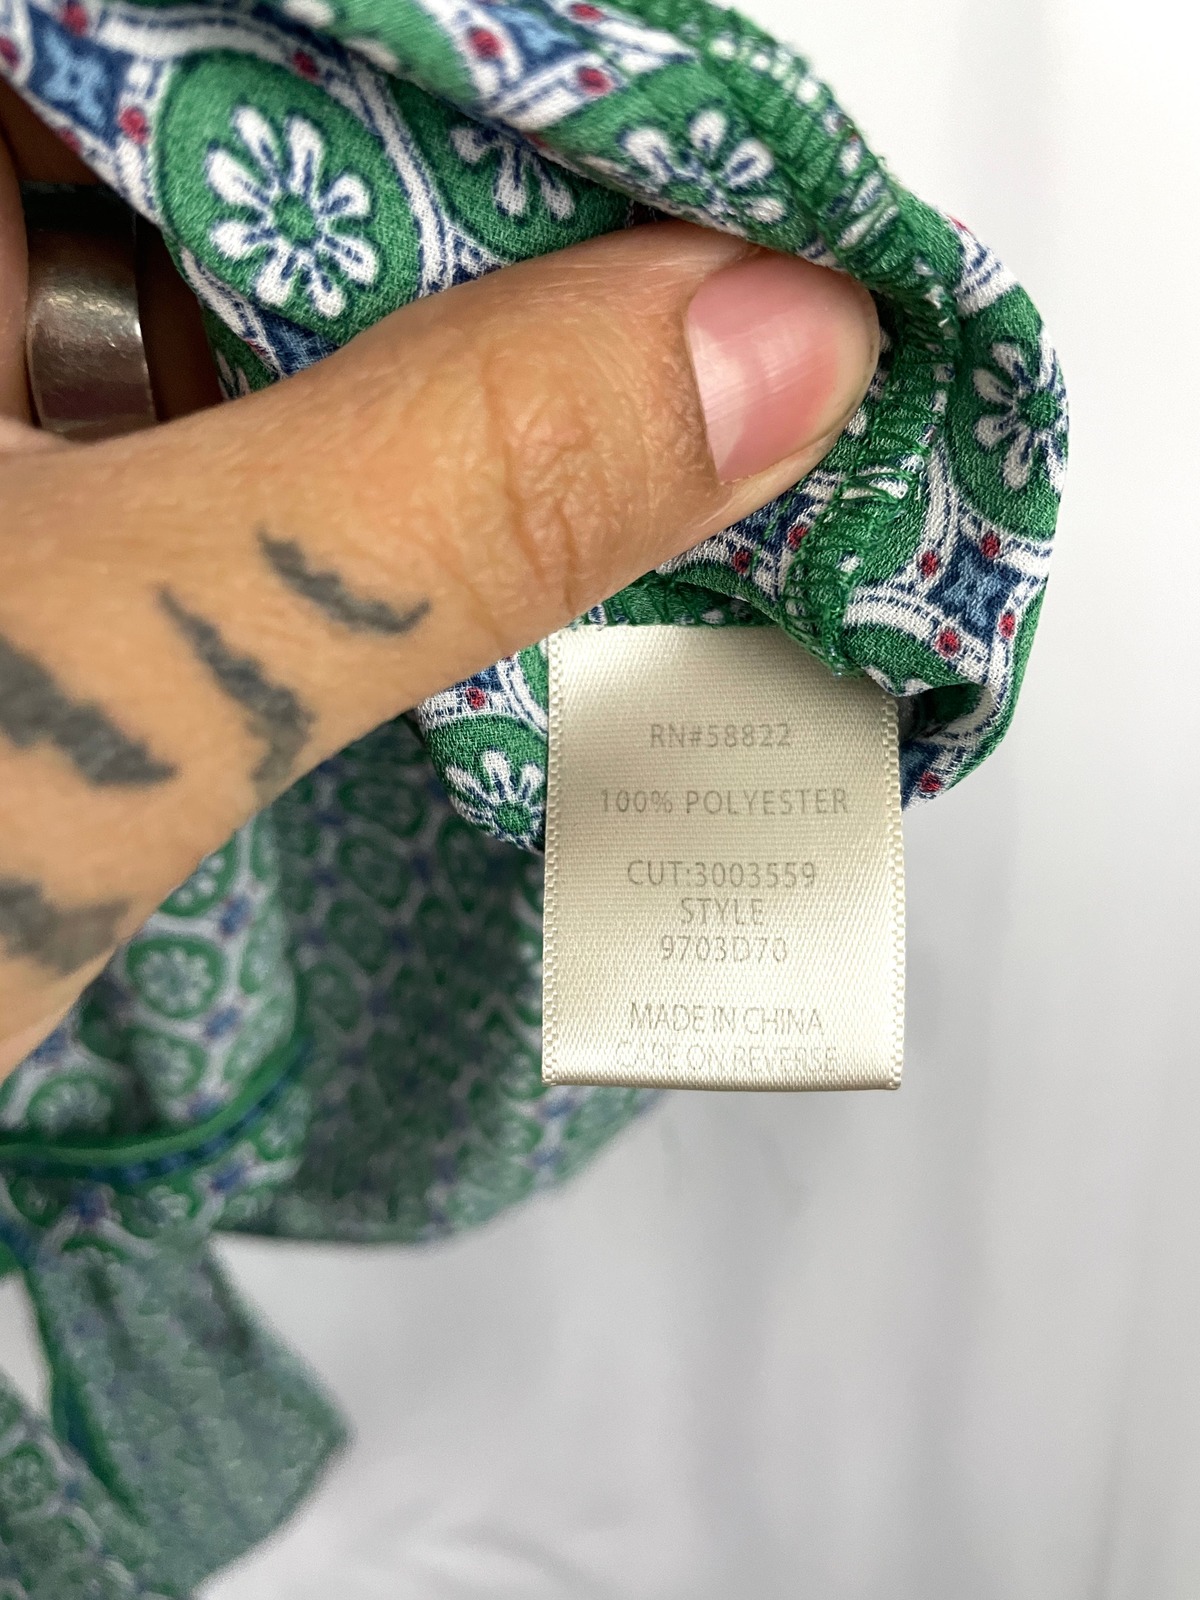 RN#58822
100% POLYESTER
CUT:3003559
STYLE
9703D70
MADE IN CHINA
CARE ON REVERSE